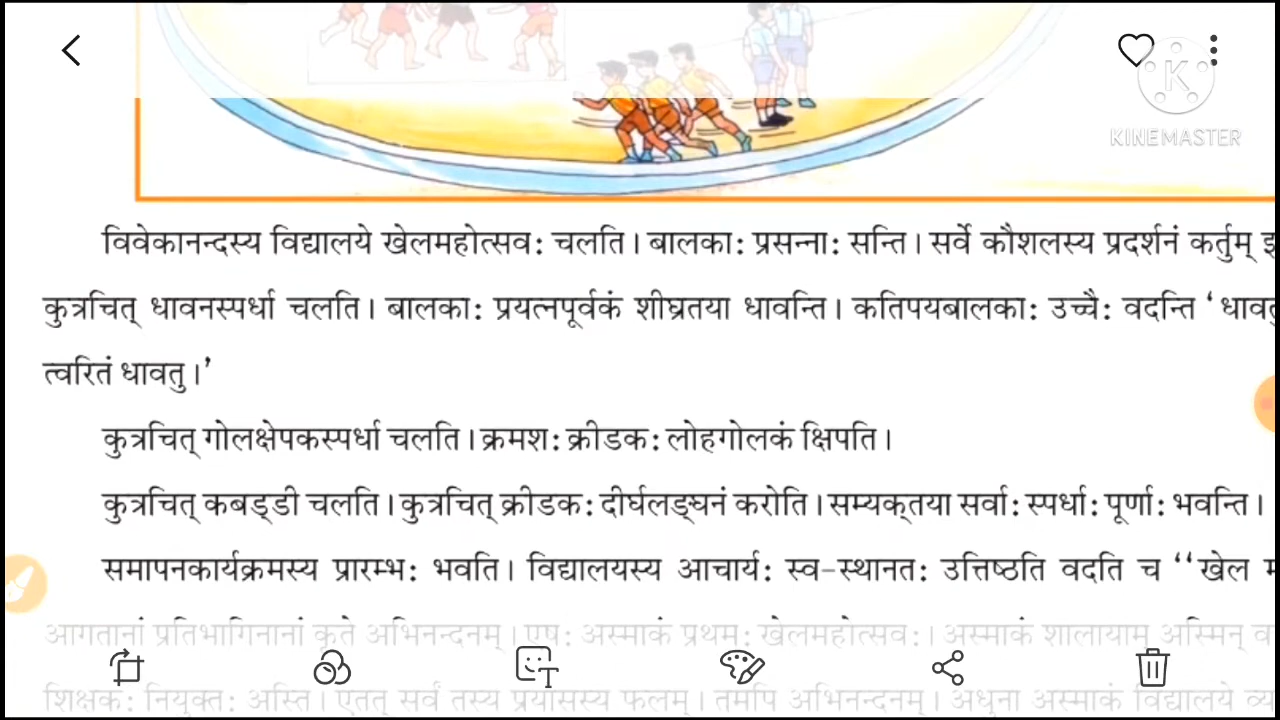 KINEMASTER
विवेकानन्दस्य विद्यालये खेलमहोत्सवः चलति। बालकाः प्रसन्नाः सन्ति। सर्वे कौशलस्य प्रदर्शनं कर्तुम्
कुत्रचित् धावनस्पर्धा चलति। बालकाः प्रयत्नपूर्वकं शीघ्रतया धावन्ति। कतिपयबालकाः उच्चैः वदन्ति ‘धावतु
त्वरितं धावतु।’
कुत्रचित् गोलक्षेपकस्पर्धा चलति। क्रमशः क्रीडकः लोहगोलकं क्षिपति।
कुत्रचित् कबड्डी चलति। कुत्रचित् क्रीडकः दीर्घलङ्घनं करोति। सम्यक्तया सर्वाः स्पर्धाः पूर्णाः भवन्ति।
समापनकार्यक्रमस्य प्रारम्भः भवति। विद्यालयस्य आचार्यः स्व-स्थानतः उत्तिष्ठति वदति च ‘‘खेल
आगतानां प्रतिभागिनानां कृते अभिनन्दनम्। एषः अस्माकं प्रथमः खेलमहोत्सवः। अस्माकं शालायाम् अस्मिन्
शिक्षकः नियुक्तः अस्ति। एतत् सर्वं तस्य प्रयासस्य फलम्। तमपि अभिनन्दनम्। अधुना अस्माकं विद्यालये